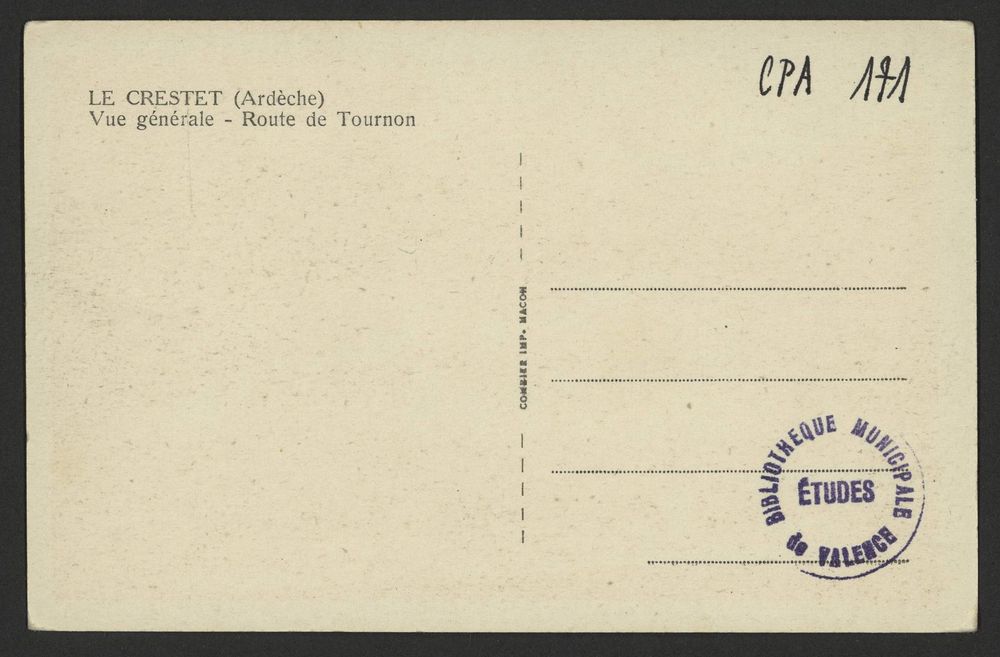 LE CRESTET (Ardèche)
Vue générale - Route de Tournon
CPA 171
COMBIER IMP. MACON
BIBLIOTHEQUE MUNICIPALE
ÉTUDES
de VALENCE